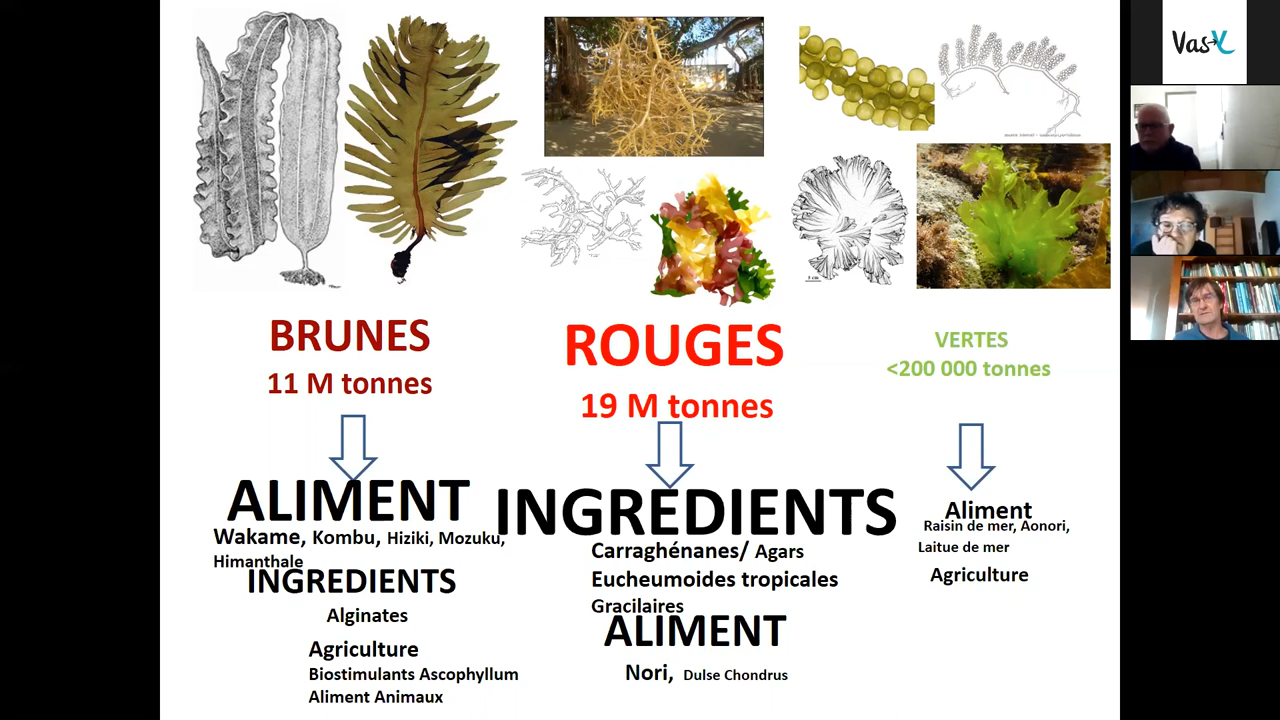 BRUNES
11 M tonnes
ALIMENT
Wakame, Kombu, Hiziki, Mozuku,
Himanthale
INGREDIENTS
Alginates
Agriculture
Biostimulants Ascophyllum
Aliment Animaux
ROUGES
19 M tonnes
INGREDIENTS
Carraghénanes/ Agars
Eucheumoides tropicales
Gracilaires
ALIMENT
Nori, Dulse Chondrus
VERTES
<200 000 tonnes
Aliment
Raisin de mer, Aonori,
Laitue de mer
Agriculture
Vas